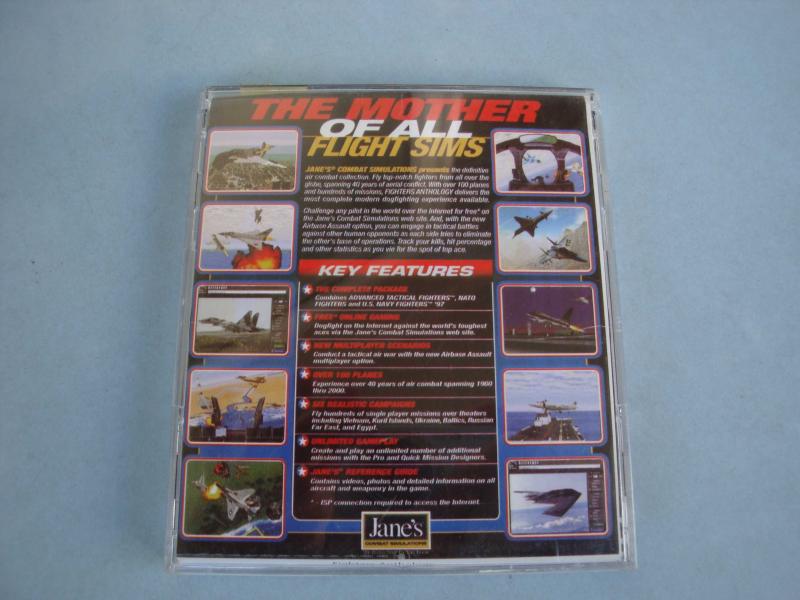 THE MOTHER
OF ALL
FLIGHT SIMS
JANE'S® COMBAT SIMULATIONS presents the definitive
air combat collection. Fly top-notch fighters from all over the
globe, spanning 40 years of aerial conflict. With over 100 planes
and hundreds of missions, FIGHTERS ANTHOLOGY delivers the
most complete modern dogfighting experience available.
Challenge any pilot in the world over the Internet for free* on
the Jane's Combat Simulations web site. And, with the new
Airbase Assault option, you can engage in tactical battles
against other human opponents as each side tries to eliminate
the other's base of operations. Track your kills, hit percentage
and other statistics as you vie for the spot of top ace.
KEY FEATURES
THE COMPLETE PACKAGE
Combines ADVANCED TACTICAL FIGHTERS™, NATO
FIGHTERS and U.S. NAVY FIGHTERS™ '97
FREE* ONLINE GAMING
Dogfight on the Internet against the world's toughest
aces via the Jane's Combat Simulations web site.
NEW MULTIPLAYER SCENARIOS
Conduct a tactical air war with the new Airbase Assault
multiplayer option.
OVER 100 PLANES
Experience over 40 years of air combat spanning 1960
thru 2000.
SIX REALISTIC CAMPAIGNS
Fly hundreds of single player missions over theaters
including Vietnam, Kuril Islands, Ukraine, Baltics, Russian
Far East, and Egypt.
UNLIMITED GAMEPLAY
Create and play an unlimited number of additional
missions with the Pro and Quick Mission Designers.
JANE'S® REFERENCE GUIDE
Contains videos, photos and detailed information on all
aircraft and weaponry in the game.
* - ISP connection required to access the Internet.
Jane's
COMBAT SIMULATIONS